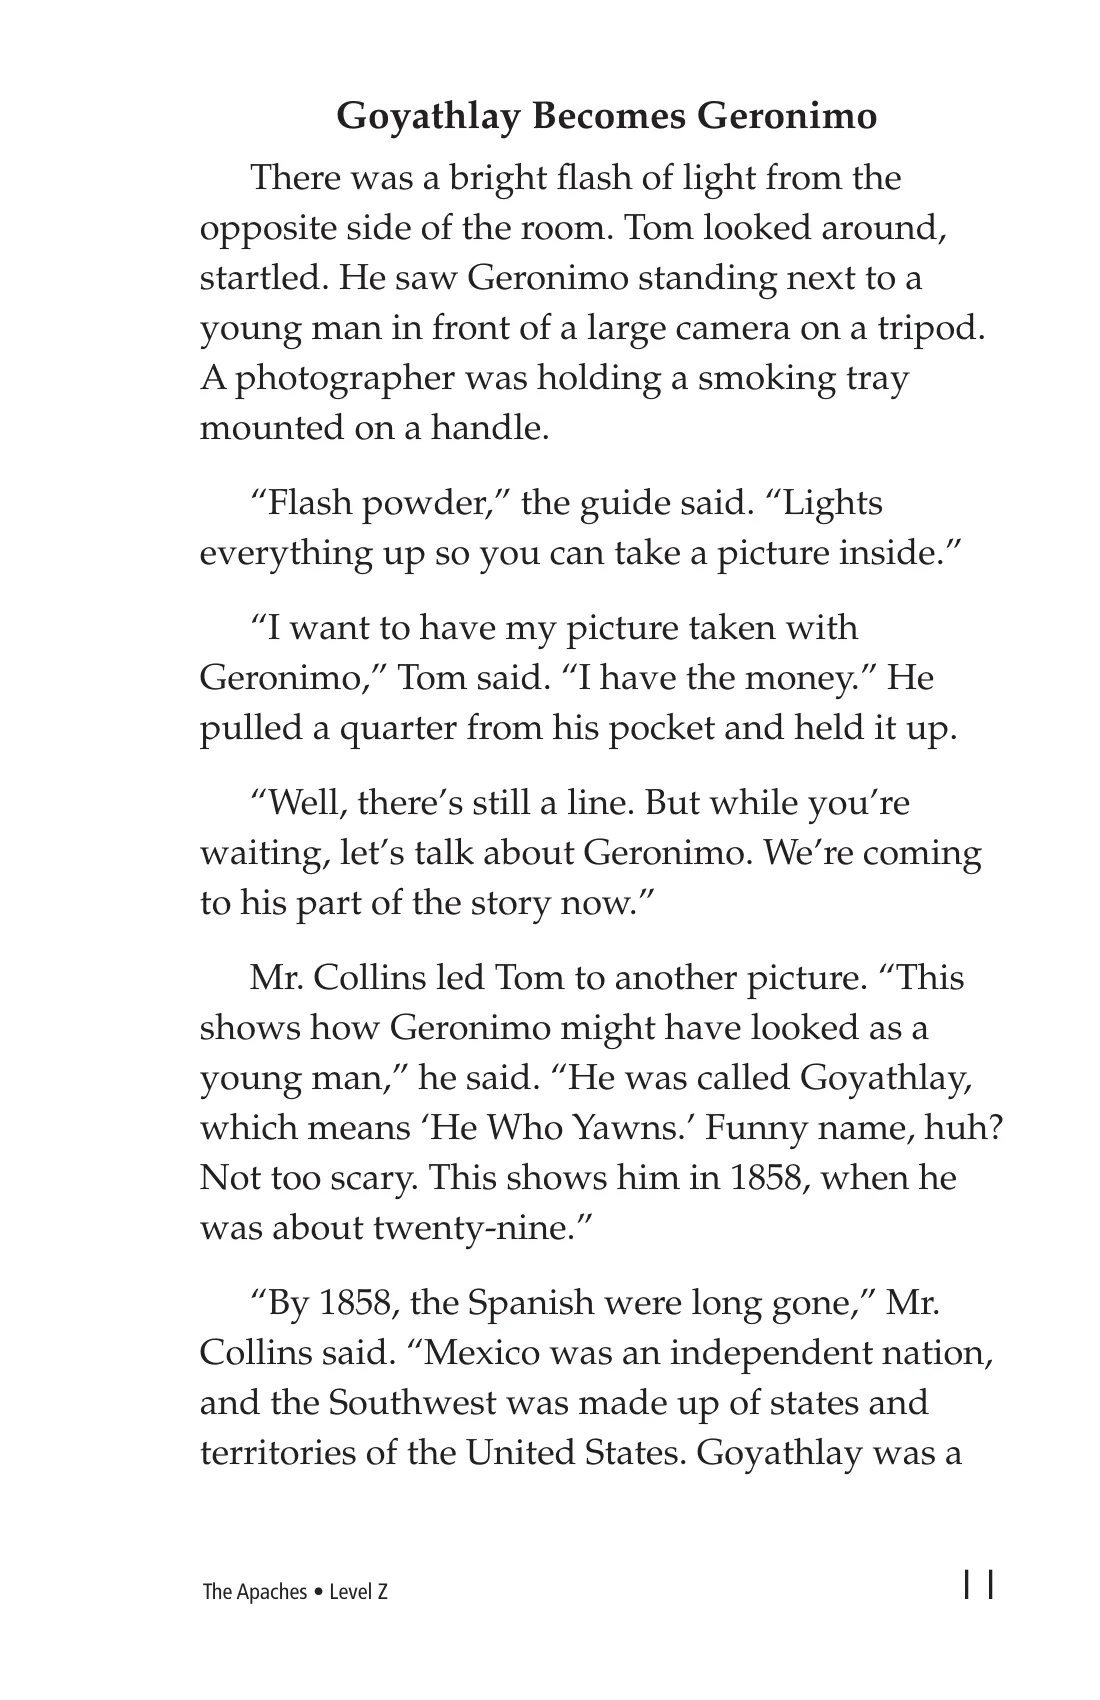 Goyathlay Becomes Geronimo
There was a bright flash of light from the
opposite side of the room. Tom looked around,
startled. He saw Geronimo standing next to a
young man in front of a large camera on a tripod.
A photographer was holding a smoking tray
mounted on a handle.
“Flash powder,” the guide said. “Lights
everything up so you can take a picture inside.”
“I want to have my picture taken with
Geronimo,” Tom said. “I have the money.” He
pulled a quarter from his pocket and held it up.
“Well, there’s still a line. But while you’re
waiting, let’s talk about Geronimo. We’re coming
to his part of the story now.”
Mr. Collins led Tom to another picture. “This
shows how Geronimo might have looked as a
young man,” he said. “He was called Goyathlay,
which means ‘He Who Yawns.’ Funny name, huh?
Not too scary. This shows him in 1858, when he
was about twenty-nine.”
“By 1858, the Spanish were long gone,” Mr.
Collins said. “Mexico was an independent nation,
and the Southwest was made up of states and
territories of the United States. Goyathlay was a
The Apaches • Level Z
11